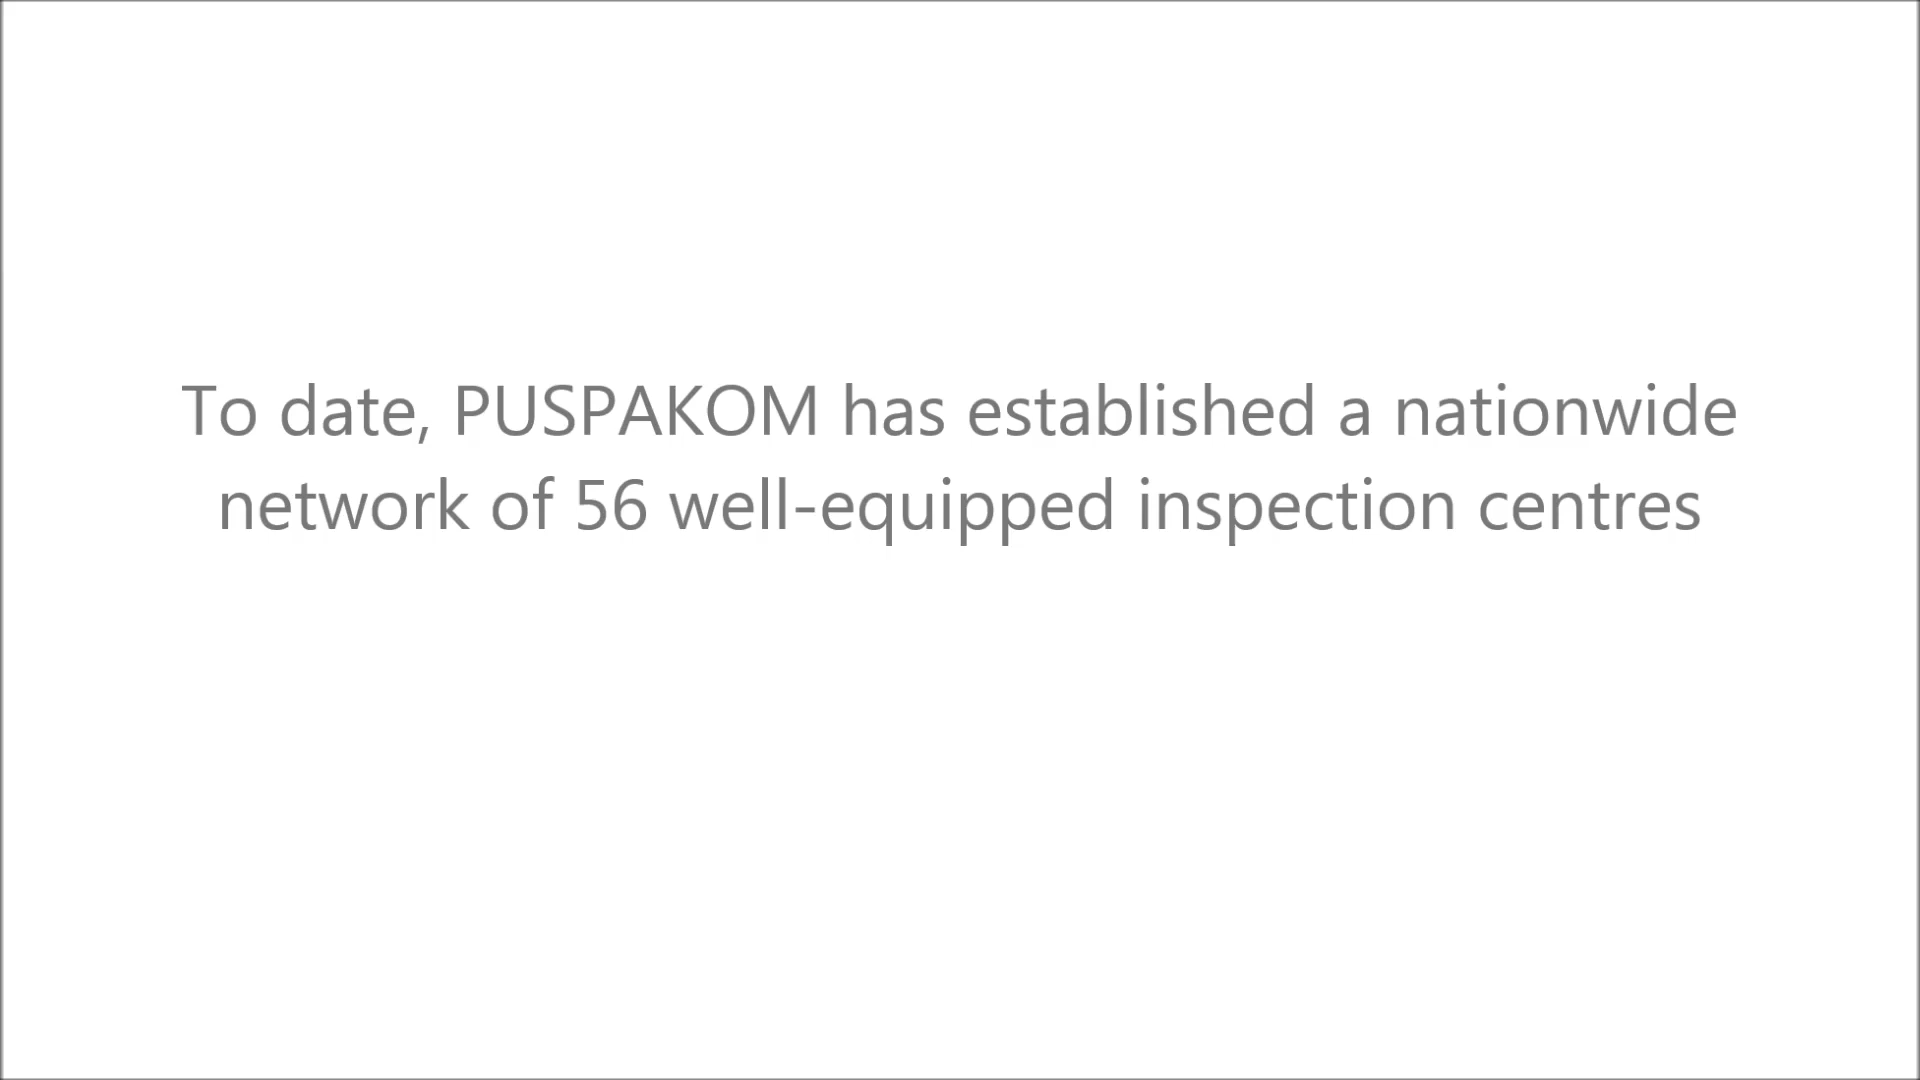 To date, PUSPAKOM has established a nationwide
network of 56 well-equipped inspection centres